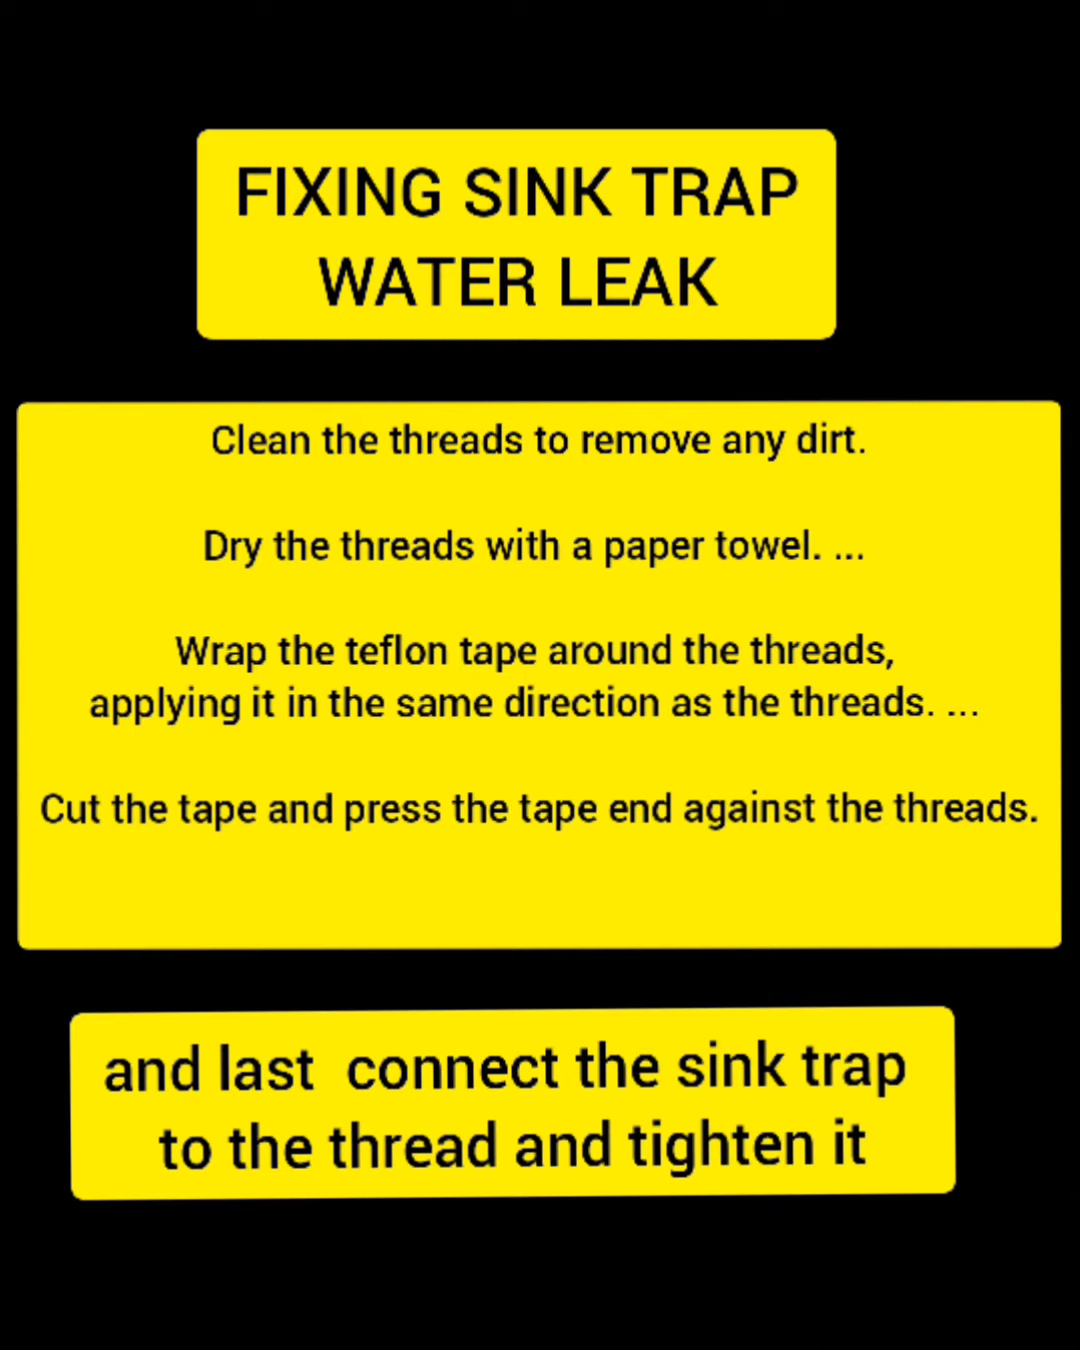 FIXING SINK TRAP
WATER LEAK
Clean the threads to remove any dirt.
Dry the threads with a paper towel. ...
Wrap the teflon tape around the threads,
applying it in the same direction as the threads. ...
Cut the tape and press the tape end against the threads.
and last  connect the sink trap
to the thread and tighten it